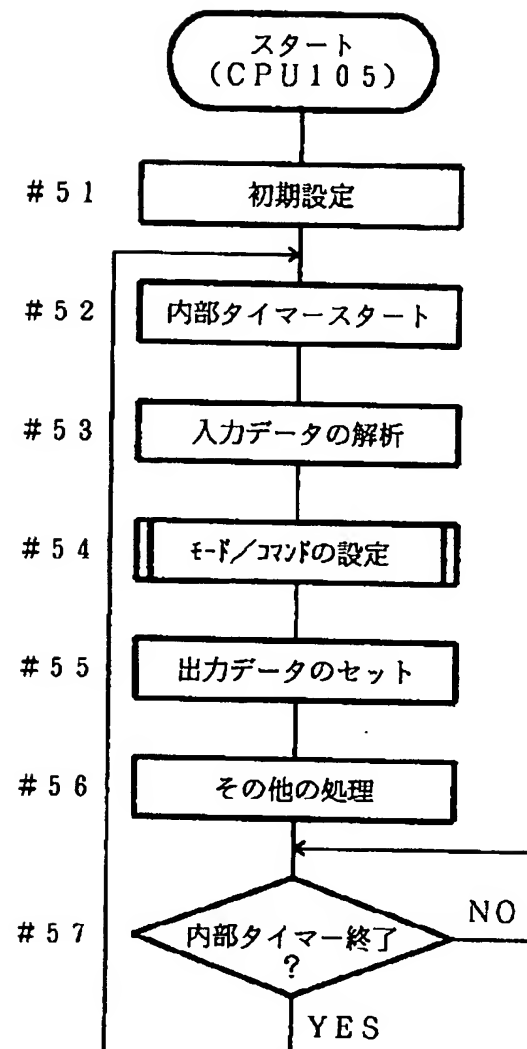 スタート
(CPU105)
#51
初期設定
#52
内部タイマースタート
#53
入力データの解析
#54
モード/コマンドの設定
#55
出力データのセット
#56
その他の処理
#57
内部タイマー終了
?
NO
YES